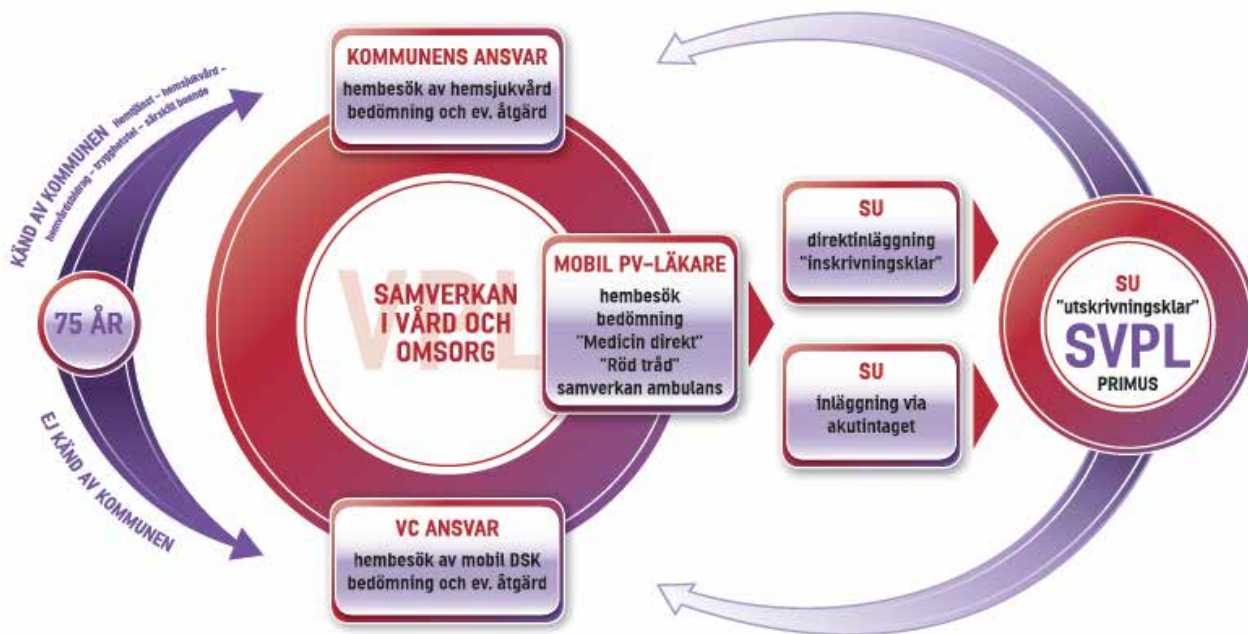 KOMMUNENS ANSVAR
hembesök av hemsjukvård
bedömning och ev. åtgärd
KÄND AV KOMMUNEN Hemtjänst – hemsjukvård –
hemvårdsbidrag – trygghetstel – särskilt boende
75 ÅR
EJ KÄND AV KOMMUNEN
VPL
SAMVERKAN
I VÅRD OCH
OMSORG
MOBIL PV-LÄKARE
hembesök
bedömning
"Medicin direkt"
"Röd tråd"
samverkan ambulans
VC ANSVAR
hembesök av mobil DSK
bedömning och ev. åtgärd
SU
direktinläggning
"inskrivningsklar"
SU
inläggning via
akutintaget
SU
"utskrivningsklar"
SVPL
PRIMUS